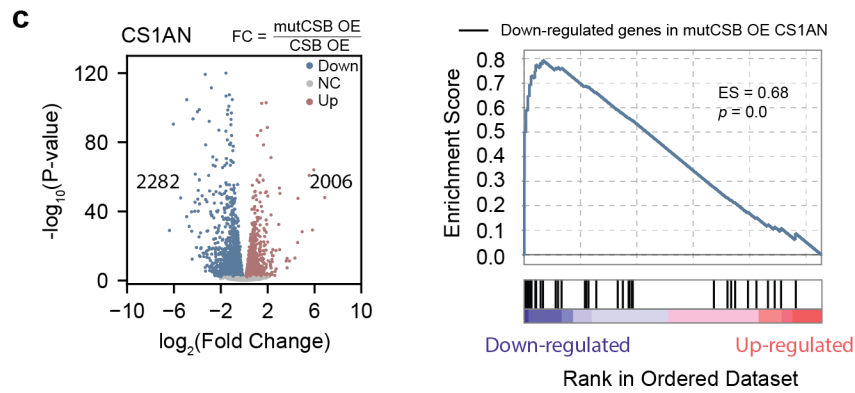 c
CS1AN
FC = mutCSB OE / CSB OE
Down
NC
Up
120
80
40
0
-log10(P-value)
2282
2006
−10 −6 −2 2 6 10
log2(Fold Change)
Down-regulated genes in mutCSB OE CS1AN
0.8
0.7
0.6
0.5
0.4
0.3
0.2
0.1
0.0
Enrichment Score
ES = 0.68
p = 0.0
Down-regulated Up-regulated
Rank in Ordered Dataset